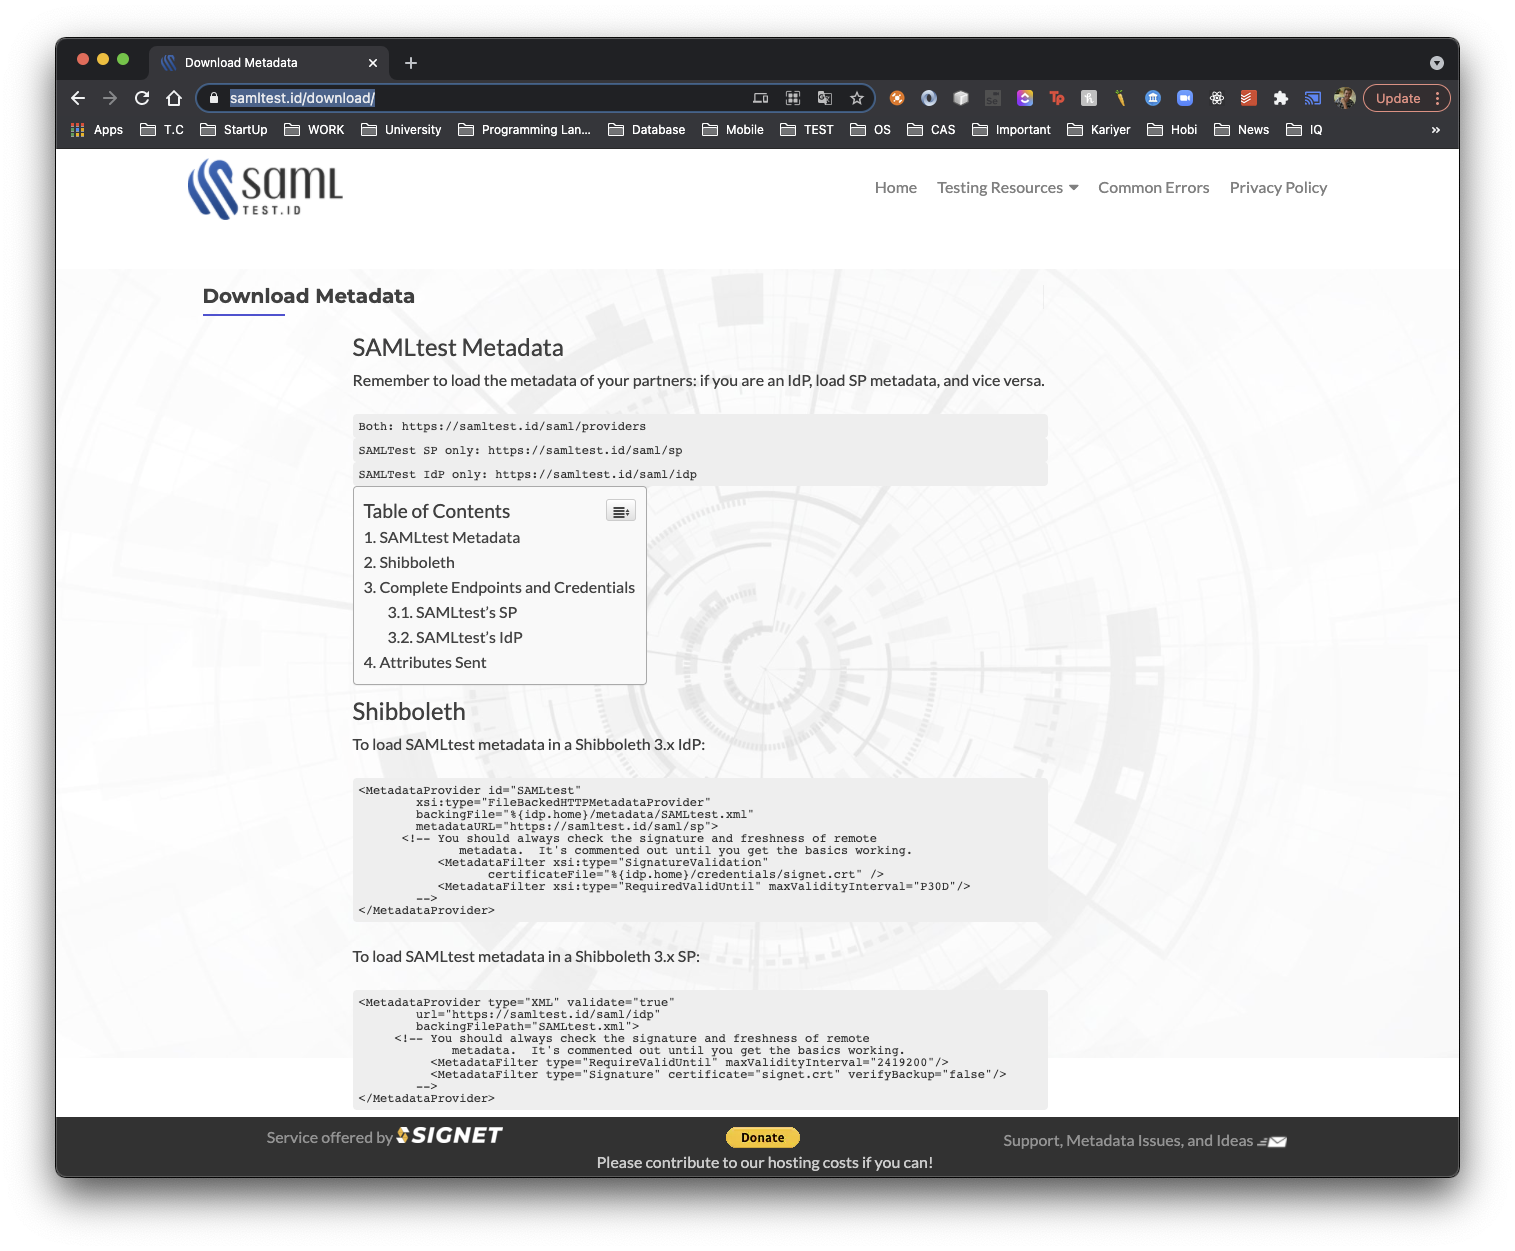 Download Metadata
samltest.id/download/
Update
Apps T.C StartUp WORK University Programming Lan... Database Mobile TEST OS CAS Important Kariyer Hobi News IQ »
saml
TEST.ID
Home Testing Resources Common Errors Privacy Policy
Download Metadata
SAMLtest Metadata
Remember to load the metadata of your partners: if you are an IdP, load SP metadata, and vice versa.
Both: https://samltest.id/saml/providers
SAMLTest SP only: https://samltest.id/saml/sp
SAMLTest IdP only: https://samltest.id/saml/idp
Table of Contents
1. SAMLtest Metadata
2. Shibboleth
3. Complete Endpoints and Credentials
3.1. SAMLtest’s SP
3.2. SAMLtest’s IdP
4. Attributes Sent
Shibboleth
To load SAMLtest metadata in a Shibboleth 3.x IdP:
<MetadataProvider id="SAMLtest"
xsi:type="FileBackedHTTPMetadataProvider"
backingFile="%{idp.home}/metadata/SAMLtest.xml"
metadataURL="https://samltest.id/saml/sp">
<!-- You should always check the signature and freshness of remote
metadata.  It's commented out until you get the basics working.
<MetadataFilter xsi:type="SignatureValidation"
certificateFile="%{idp.home}/credentials/signet.crt" />
<MetadataFilter xsi:type="RequiredValidUntil" maxValidityInterval="P30D"/>
-->
</MetadataProvider>
To load SAMLtest metadata in a Shibboleth 3.x SP:
<MetadataProvider type="XML" validate="true"
url="https://samltest.id/saml/idp"
backingFilePath="SAMLtest.xml">
<!-- You should always check the signature and freshness of remote
metadata.  It's commented out until you get the basics working.
<MetadataFilter type="RequireValidUntil" maxValidityInterval="2419200"/>
<MetadataFilter type="Signature" certificate="signet.crt" verifyBackup="false"/>
-->
</MetadataProvider>
Service offered by SIGNET
Donate
Please contribute to our hosting costs if you can!
Support, Metadata Issues, and Ideas